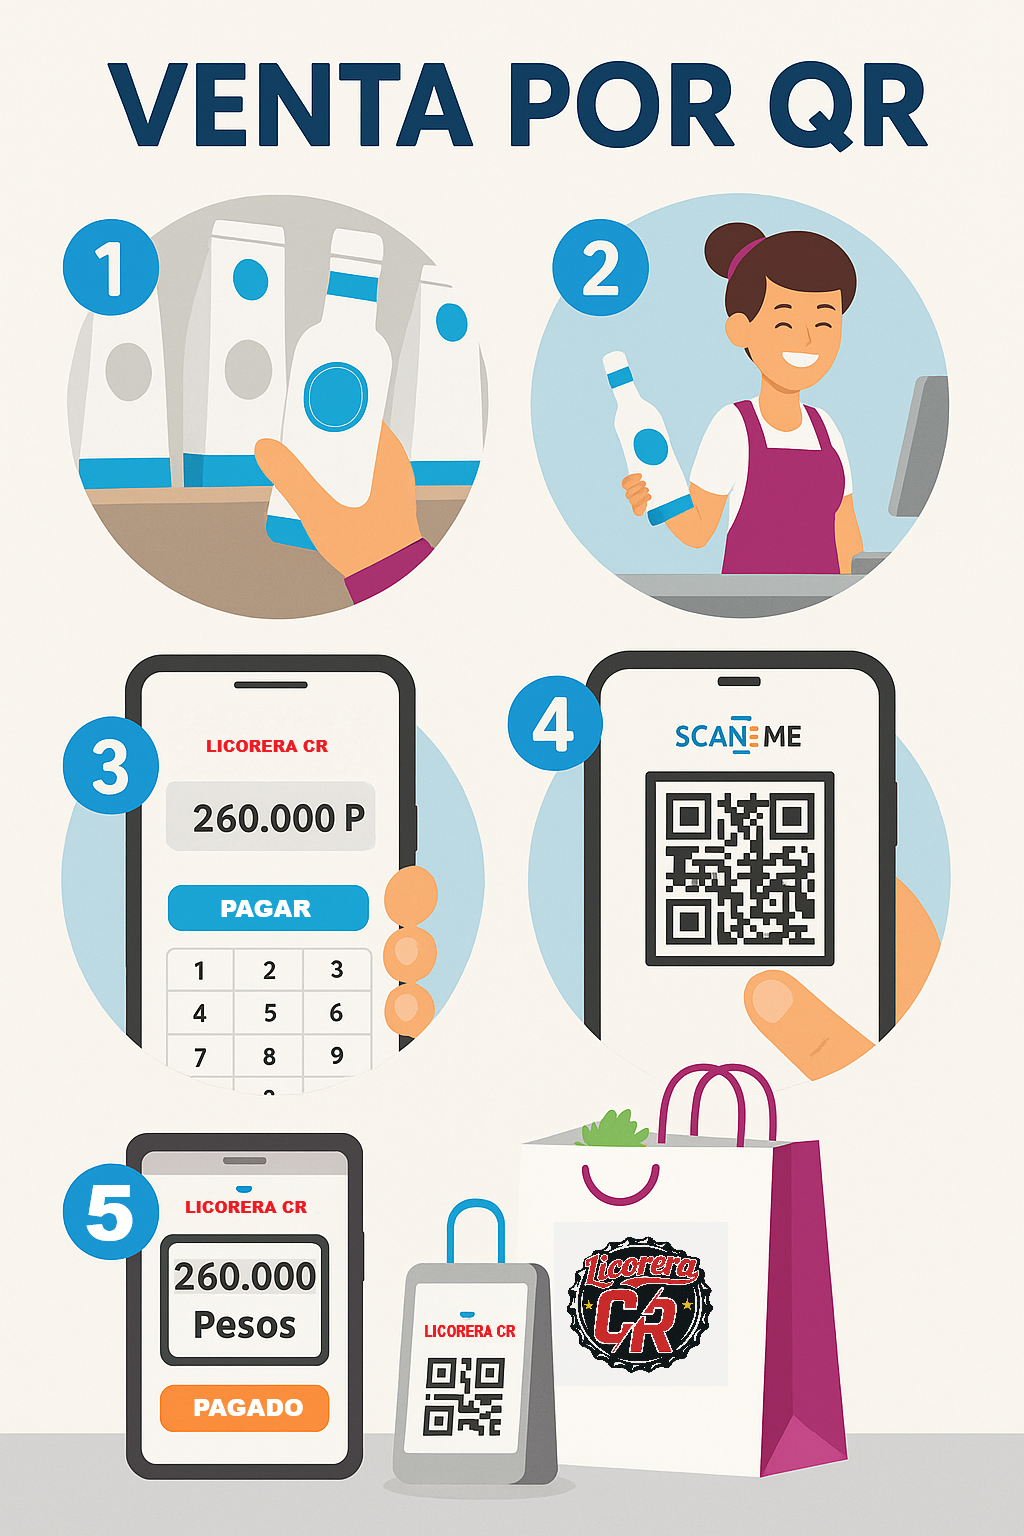 VENTA POR QR
1
2
3
LICORERA CR
260.000 P
PAGAR
1 2 3
4 5 6
7 8 9
4
SCAN ME
5
LICORERA CR
260.000
Pesos
PAGADO
LICORERA CR
Licorera
CR